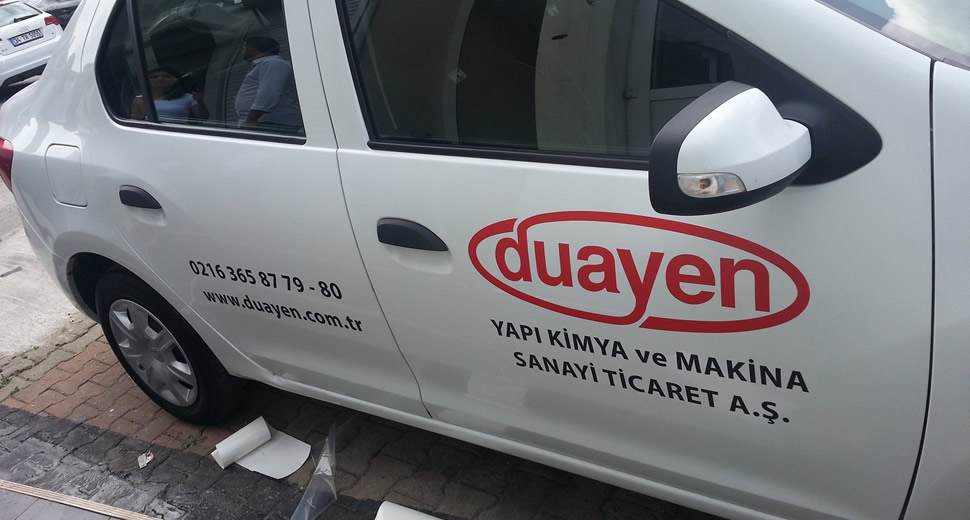 duayen
YAPI KİMYA ve MAKİNA
SANAYİ TİCARET A.Ş.
0216 365 87 79 - 80
www.duayen.com.tr